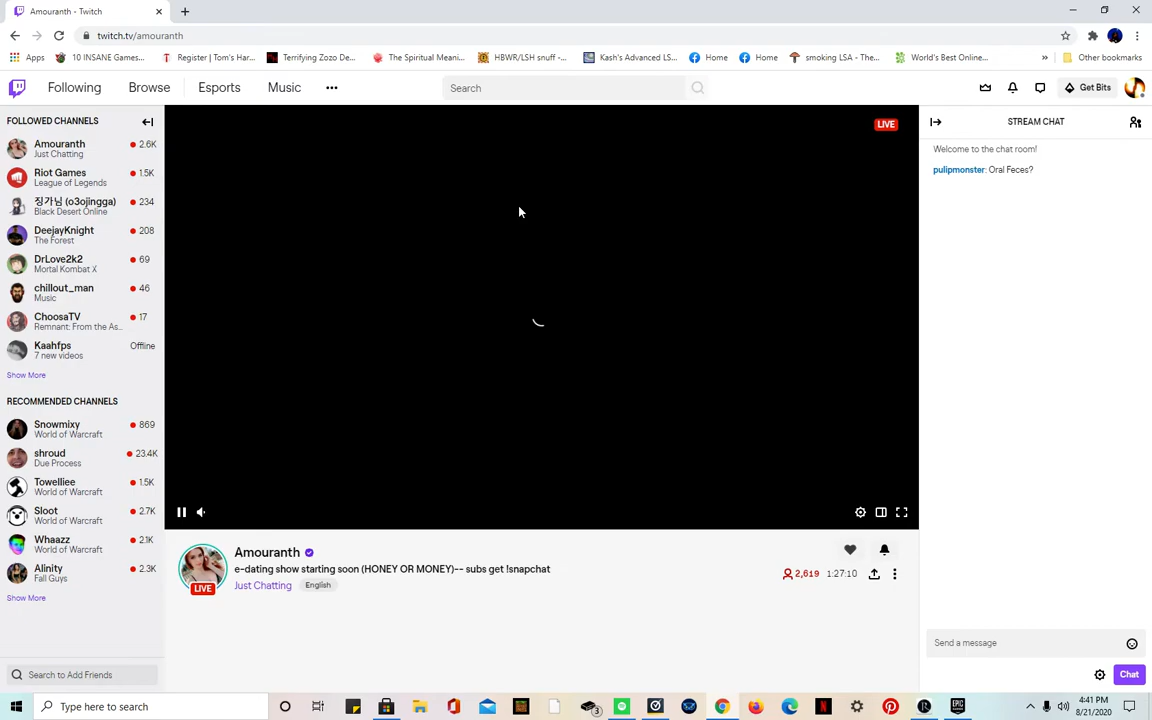 Amouranth - Twitch
twitch.tv/amouranth
Apps
10 INSANE Games...
Register | Tom's Har...
Terrifying Zozo De...
The Spiritual Meani...
HBWR/LSH snuff -...
Kash's Advanced LS...
Home
Home
smoking LSA - The...
World's Best Online...
»
Other bookmarks
Following
Browse
Esports
Music
Search
Get Bits
FOLLOWED CHANNELS
Amouranth
2.6K
Just Chatting
Riot Games
1.5K
League of Legends
징가님 (o3ojingga)
234
Black Desert Online
DeejayKnight
208
The Forest
DrLove2k2
69
Mortal Kombat X
chillout_man
46
Music
ChoosaTV
17
Remnant: From the As...
Kaahfps
Offline
7 new videos
Show More
RECOMMENDED CHANNELS
Snowmixy
869
World of Warcraft
shroud
23.4K
Due Process
Towelliee
1.5K
World of Warcraft
Sloot
2.7K
World of Warcraft
Whaazz
2.1K
World of Warcraft
Alinity
2.3K
Fall Guys
Show More
Search to Add Friends
LIVE
LIVE
Amouranth
e-dating show starting soon (HONEY OR MONEY)-- subs get !snapchat
Just Chatting
English
2,619
1:27:10
STREAM CHAT
Welcome to the chat room!
pulipmonster: Oral Feces?
Send a message
Chat
Type here to search
3
4:41 PM
8/21/2020